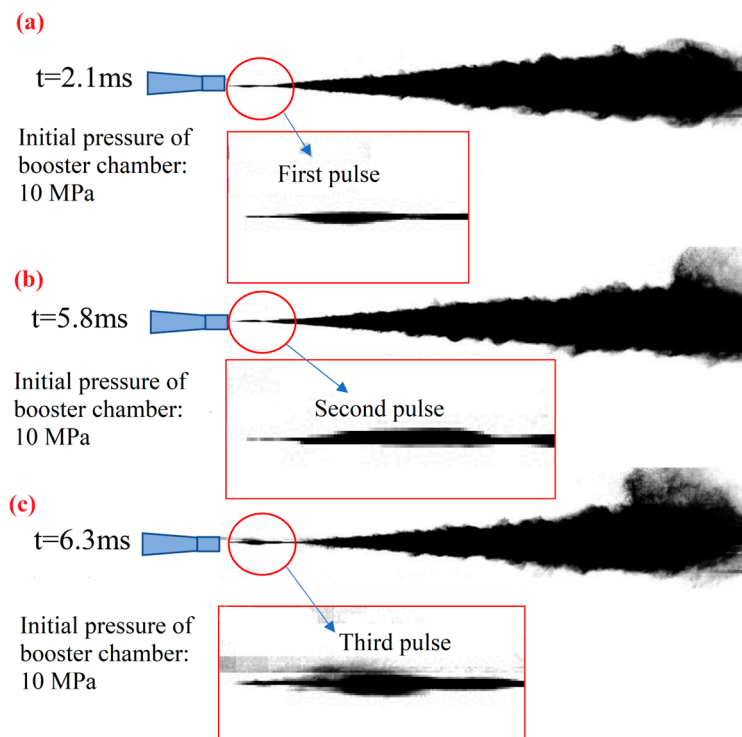 (a)
t=2.1ms
Initial pressure of
booster chamber:
10 MPa
First pulse
(b)
t=5.8ms
Initial pressure of
booster chamber:
10 MPa
Second pulse
(c)
t=6.3ms
Initial pressure of
booster chamber:
10 MPa
Third pulse